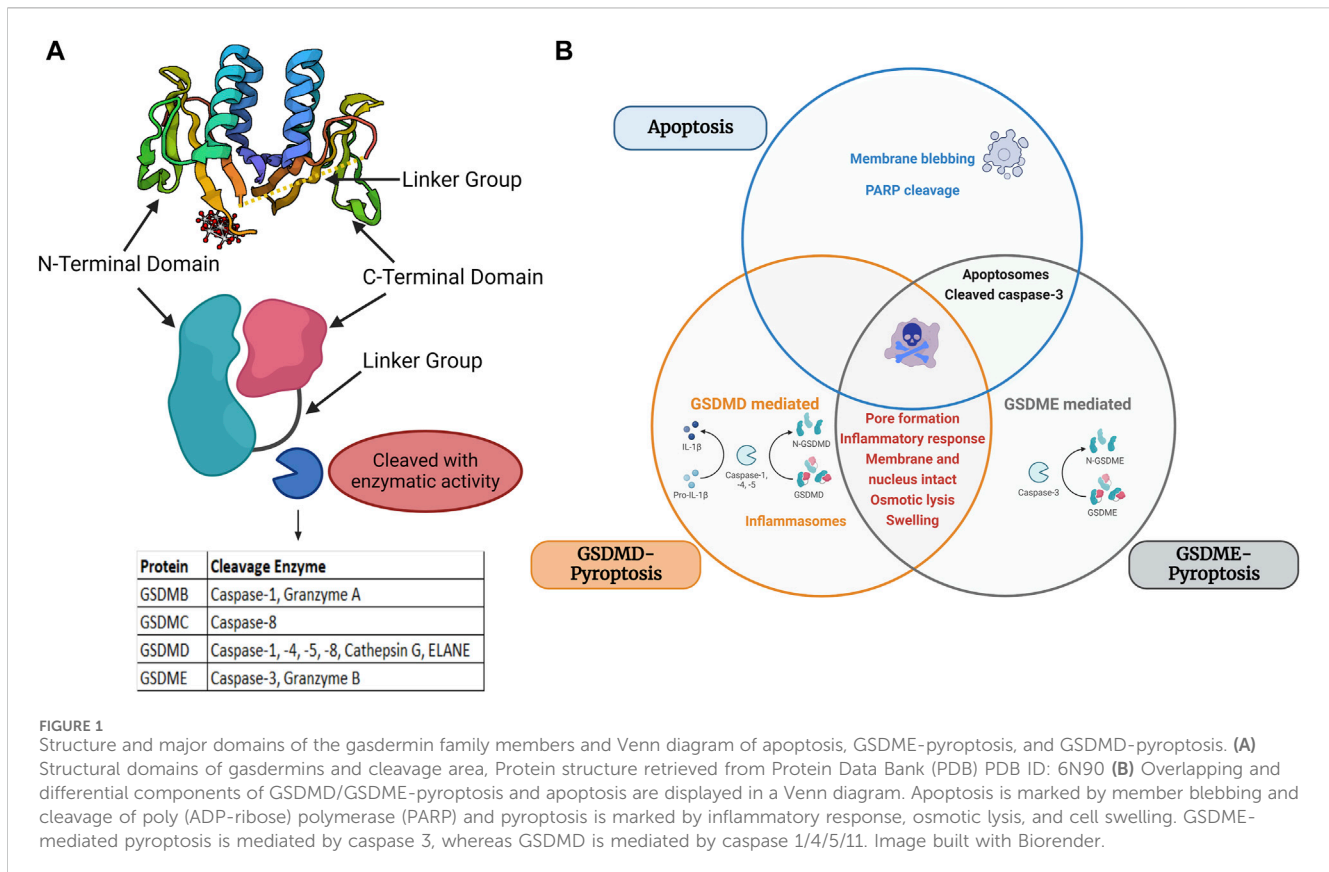 A
Linker Group
N-Terminal Domain
C-Terminal Domain
Linker Group
Cleaved with
enzymatic activity
Protein Cleavage Enzyme
GSDMB Caspase-1, Granzyme A
GSDMC Caspase-8
GSDMD Caspase-1, -4, -5, -8, Cathepsin G, ELANE
GSDME Caspase-3, Granzyme B
B
Apoptosis
Membrane blebbing
PARP cleavage
Apoptosomes
Cleaved caspase-3
GSDMD mediated
IL-1β
Pro-IL-1β
Caspase-1,
-4, -5
N-GSDMD
GSDMD
Inflammasomes
Pore formation
Inflammatory response
Membrane and
nucleus intact
Osmotic lysis
Swelling
GSDME mediated
N-GSDME
Caspase-3
GSDME
GSDMD-
Pyroptosis
GSDME-
Pyroptosis
FIGURE 1
Structure and major domains of the gasdermin family members and Venn diagram of apoptosis, GSDME-pyroptosis, and GSDMD-pyroptosis. (A)
Structural domains of gasdermins and cleavage area, Protein structure retrieved from Protein Data Bank (PDB) PDB ID: 6N90 (B) Overlapping and
differential components of GSDMD/GSDME-pyroptosis and apoptosis are displayed in a Venn diagram. Apoptosis is marked by member blebbing and
cleavage of poly (ADP-ribose) polymerase (PARP) and pyroptosis is marked by inflammatory response, osmotic lysis, and cell swelling. GSDME-
mediated pyroptosis is mediated by caspase 3, whereas GSDMD is mediated by caspase 1/4/5/11. Image built with Biorender.